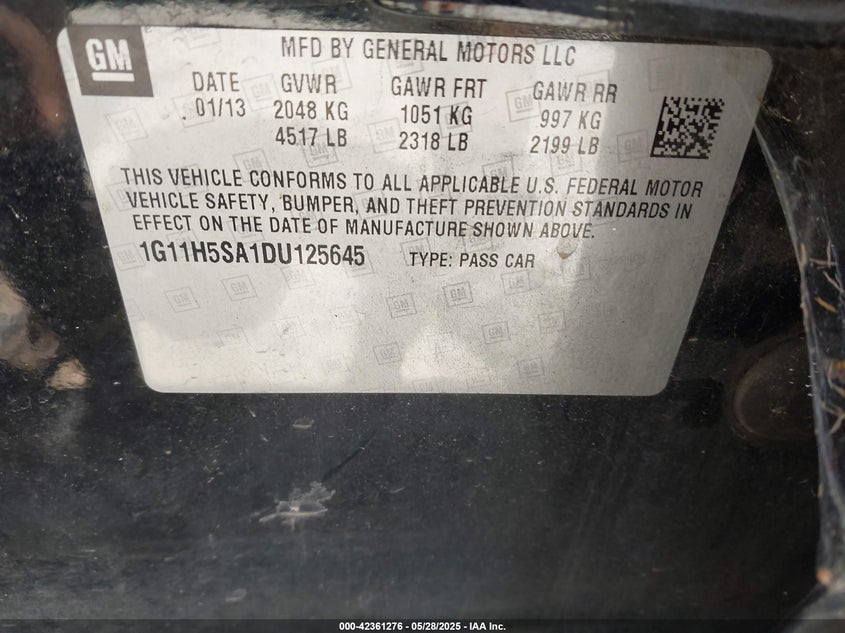 GM
MFD BY GENERAL MOTORS LLC
DATE GVWR GAWR FRT GAWR RR
01/13 2048 KG 1051 KG 997 KG
4517 LB 2318 LB 2199 LB
THIS VEHICLE CONFORMS TO ALL APPLICABLE U.S. FEDERAL MOTOR
VEHICLE SAFETY, BUMPER, AND THEFT PREVENTION STANDARDS IN
EFFECT ON THE DATE OF MANUFACTURE SHOWN ABOVE.
1G11H5SA1DU125645 TYPE: PASS CAR
000-42361276 - 05/28/2025 - IAA Inc.